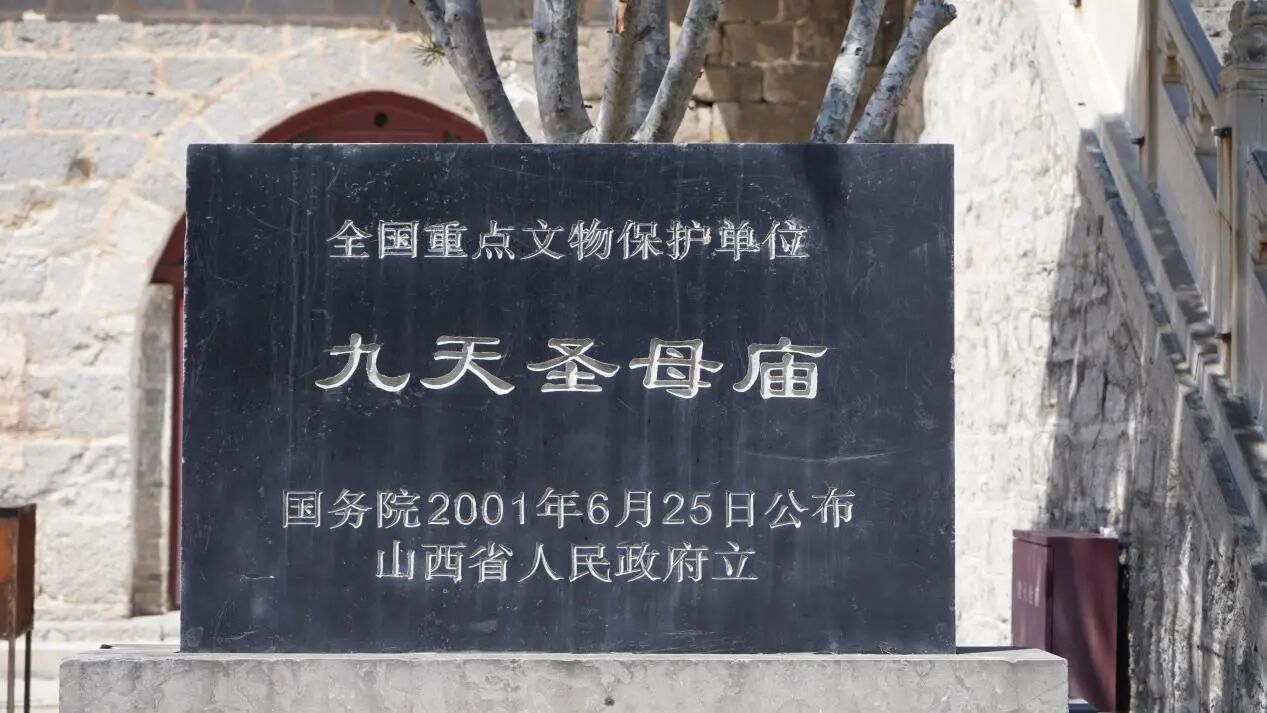 全国重点文物保护单位
九天圣母庙
国务院2001年6月25日公布
山西省人民政府立